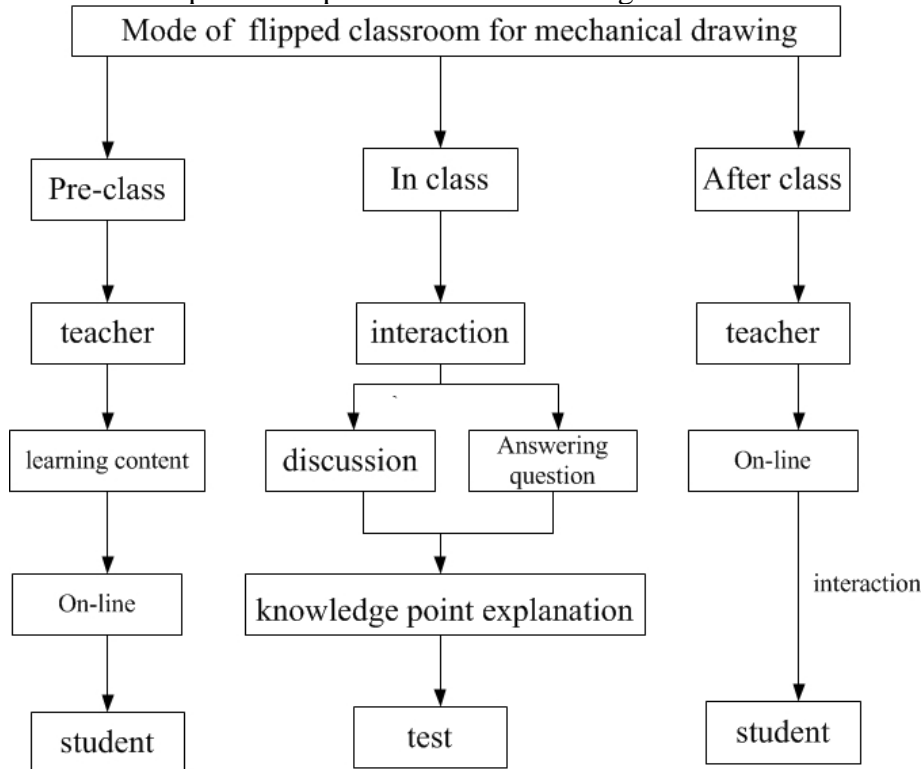 Mode of flipped classroom for mechanical drawing
Pre-class
In class
After class
teacher
interaction
teacher
learning content
discussion
Answering
question
On-line
On-line
knowledge point explanation
interaction
student
test
student